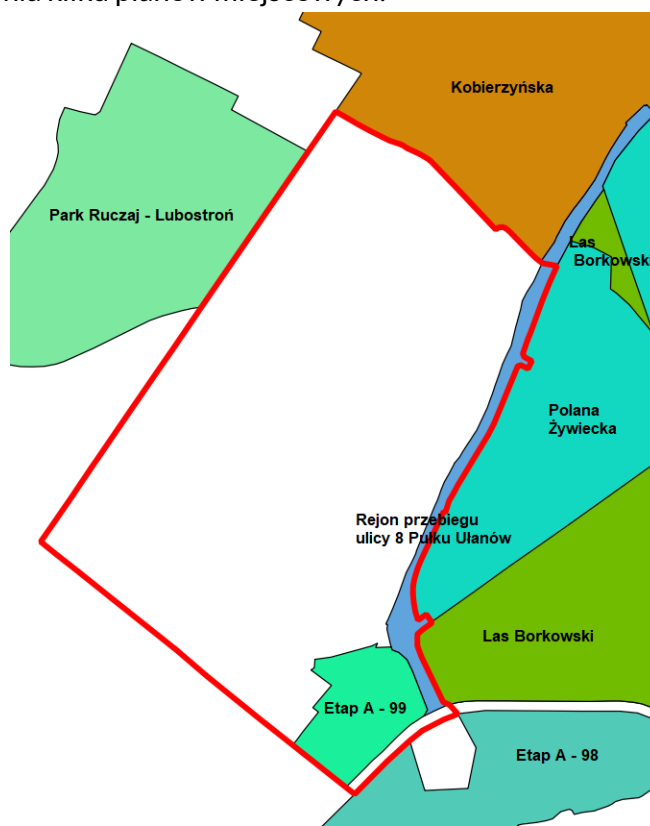 Kobierzyńska
Park Ruczaj - Lubostroń
Las
Borkowsk
Polana
Żywiecka
Rejon przebiegu
ulicy 8 Pułku Ułanów
Las Borkowski
Etap A - 99
Etap A - 98